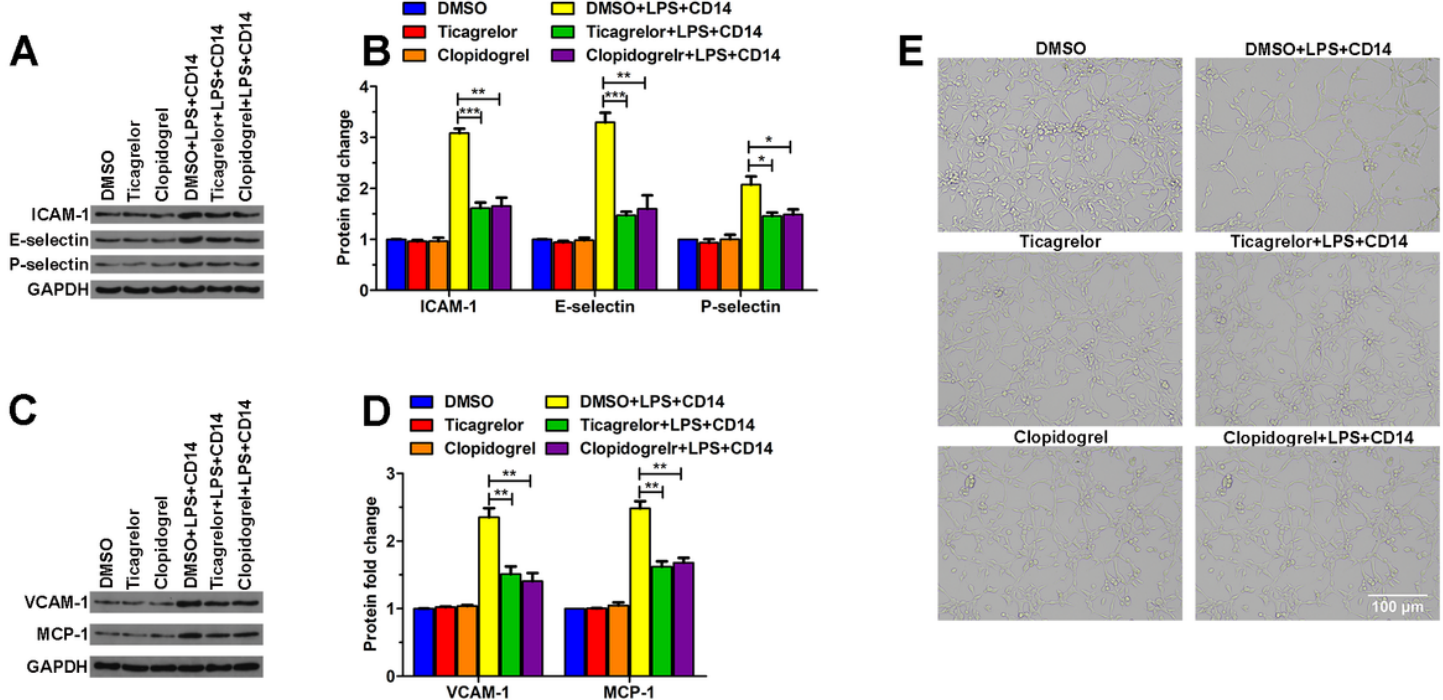 A
DMSO
Ticagrelor
Clopidogrel
DMSO+LPS+CD14
Ticagrelor+LPS+CD14
Clopidogrel+LPS+CD14
ICAM-1
E-selectin
P-selectin
GAPDH
B
DMSO
Ticagrelor
Clopidogrel
DMSO+LPS+CD14
Ticagrelor+LPS+CD14
Clopidogrelr+LPS+CD14
Protein fold change
4
3
2
1
0
** ** *
*** *** *
ICAM-1 E-selectin P-selectin
C
DMSO
Ticagrelor
Clopidogrel
DMSO+LPS+CD14
Ticagrelor+LPS+CD14
Clopidogrel+LPS+CD14
VCAM-1
MCP-1
GAPDH
D
DMSO
Ticagrelor
Clopidogrel
DMSO+LPS+CD14
Ticagrelor+LPS+CD14
Clopidogrelr+LPS+CD14
Protein fold change
3
2
1
0
** **
** **
VCAM-1 MCP-1
E
DMSO DMSO+LPS+CD14
Ticagrelor Ticagrelor+LPS+CD14
Clopidogrel Clopidogrel+LPS+CD14
100 μm